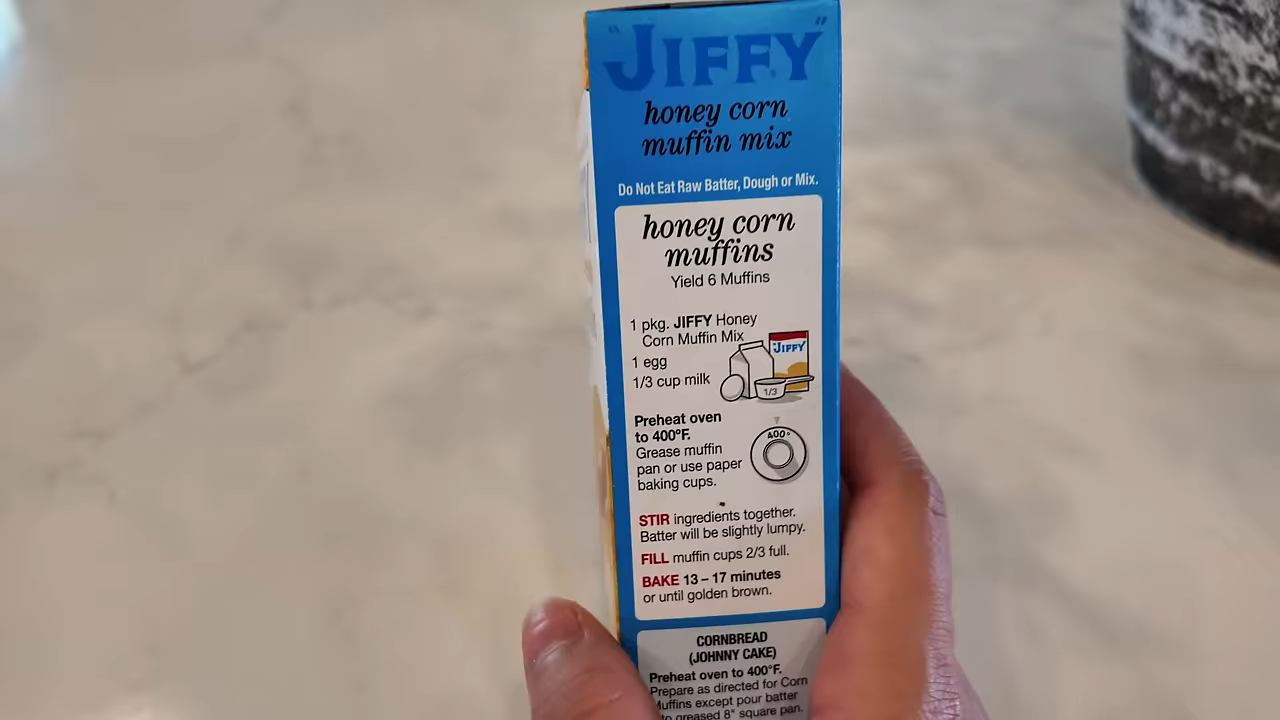 "JIFFY"
honey corn
muffin mix
Do Not Eat Raw Batter, Dough or Mix.
honey corn
muffins
Yield 6 Muffins
1 pkg. JIFFY Honey
Corn Muffin Mix
1 egg
1/3 cup milk
JIFFY
1/3
Preheat oven
to 400°F.
Grease muffin
pan or use paper
baking cups.
400°
STIR ingredients together.
Batter will be slightly lumpy.
FILL muffin cups 2/3 full.
BAKE 13 – 17 minutes
or until golden brown.
CORNBREAD
(JOHNNY CAKE)
Preheat oven to 400°F.
Prepare as directed for Corn
Muffins except pour batter
to greased 8" square pan.